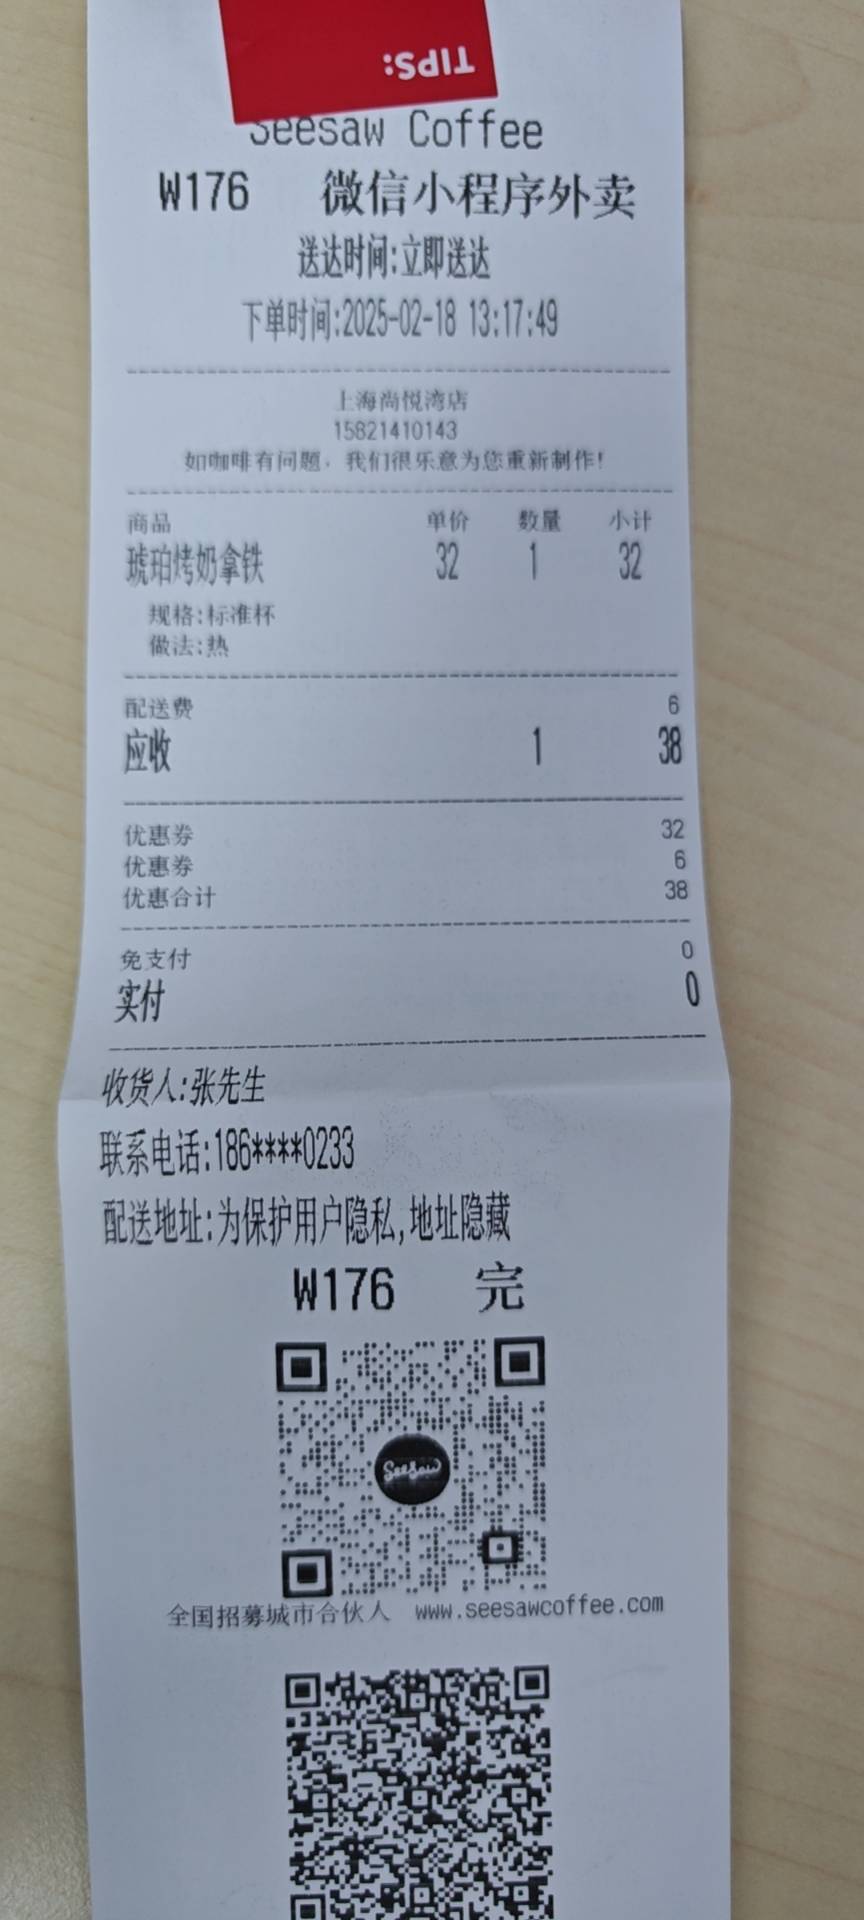 TIPS:
Seesaw Coffee
W176 微信小程序外卖
送达时间:立即送达
下单时间:2025-02-18 13:17:49
上海尚悦湾店
15821410143
如咖啡有问题，我们很乐意为您重新制作!
商品 单价 数量 小计
琥珀烤奶拿铁 32 1 32
规格:标准杯
做法:热
配送费 6
应收 1 38
优惠券 32
优惠券 6
优惠合计 38
免支付 0
实付 0
收货人:张先生
联系电话:186****0233
配送地址:为保护用户隐私,地址隐藏
W176 完
Seesaw
全国招募城市合伙人 www.seesawcoffee.com